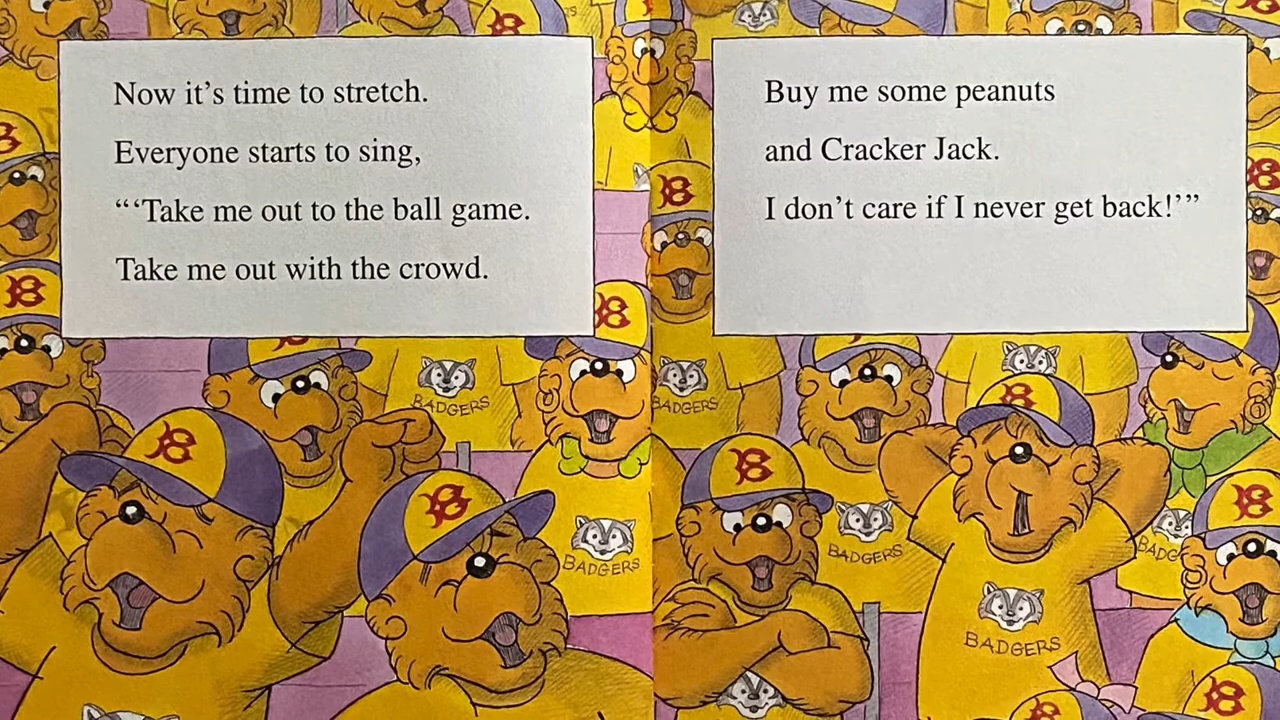 Now it's time to stretch.
Everyone starts to sing,
“‘Take me out to the ball game.
Take me out with the crowd.
Buy me some peanuts
and Cracker Jack.
I don't care if I never get back!’”
BADGERS
BADGERS
BADGERS
BADGERS
BADGERS
BADG
B
B
B
B
B
B
B
B